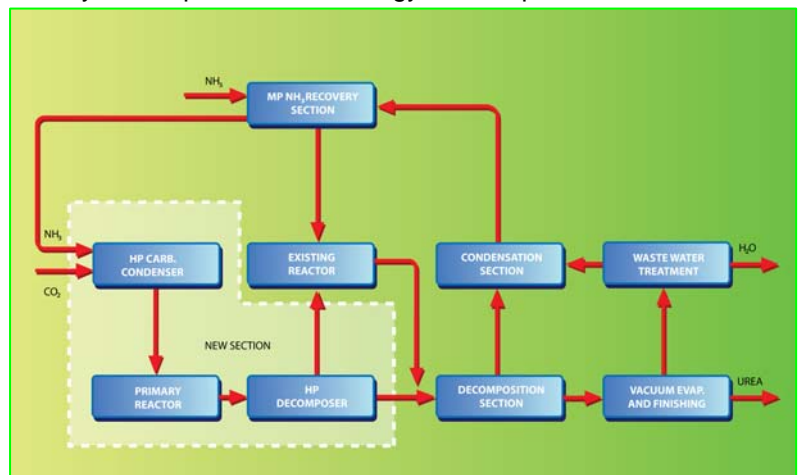 NH₃
MP NH₃ RECOVERY
SECTION
NH₃
HP CARB.
CONDENSER
CO₂
EXISTING
REACTOR
CONDENSATION
SECTION
WASTE WATER
TREATMENT
H₂O
NEW SECTION
PRIMARY
REACTOR
HP
DECOMPOSER
DECOMPOSITION
SECTION
VACUUM EVAP.
AND FINISHING
UREA